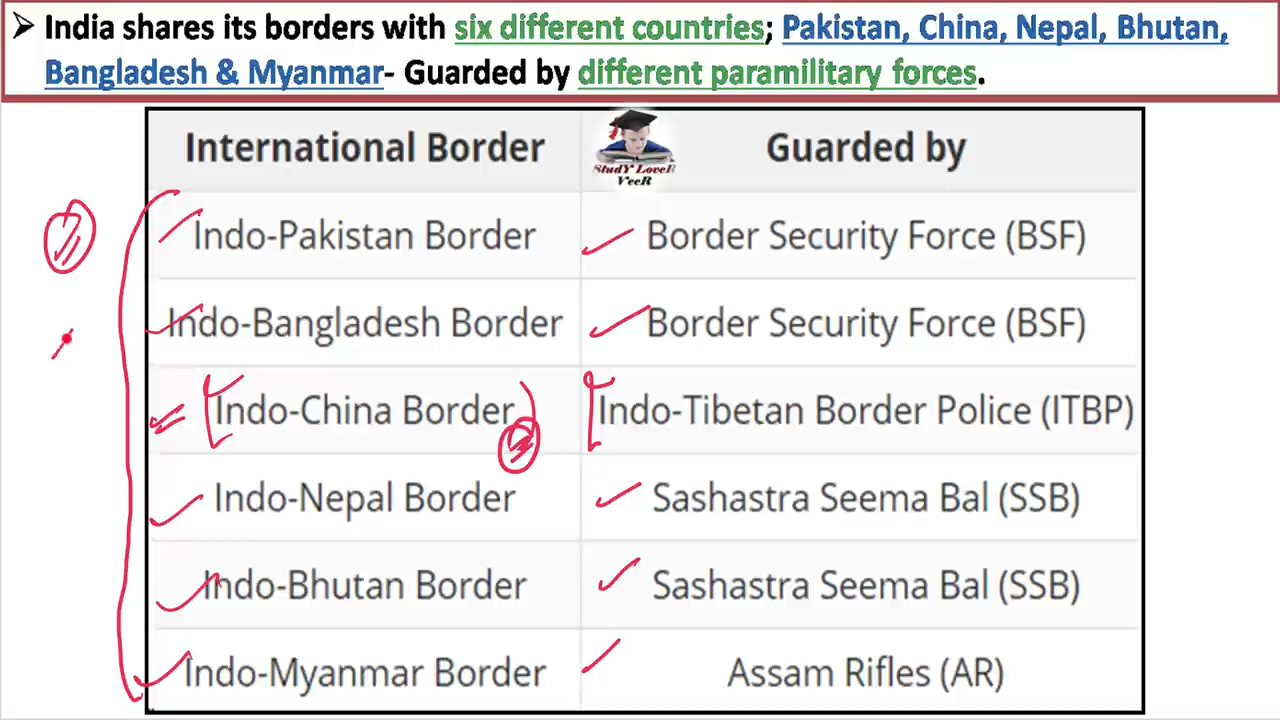 ➤ India shares its borders with six different countries; Pakistan, China, Nepal, Bhutan,
Bangladesh & Myanmar- Guarded by different paramilitary forces.
International Border
StudY LoveR
VeeR
Guarded by
Indo-Pakistan Border
Border Security Force (BSF)
Indo-Bangladesh Border
Border Security Force (BSF)
Indo-China Border
Indo-Tibetan Border Police (ITBP)
Indo-Nepal Border
Sashastra Seema Bal (SSB)
Indo-Bhutan Border
Sashastra Seema Bal (SSB)
Indo-Myanmar Border
Assam Rifles (AR)